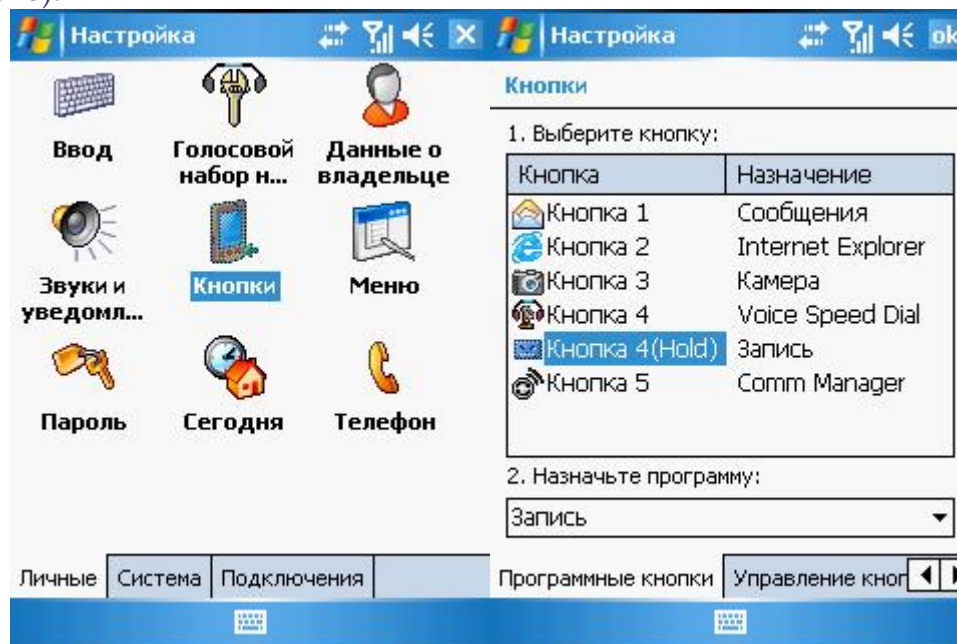 Настройка
Ввод
Голосовой
набор н...
Данные о
владельце
Звуки и
уведомл...
Кнопки
Меню
Пароль
Сегодня
Телефон
Личные Система Подключения
Настройка ok
Кнопки
1. Выберите кнопку:
Кнопка Назначение
Кнопка 1 Сообщения
Кнопка 2 Internet Explorer
Кнопка 3 Камера
Кнопка 4 Voice Speed Dial
Кнопка 4(Hold) Запись
Кнопка 5 Comm Manager
2. Назначьте программу:
Запись
Программные кнопки Управление кноп